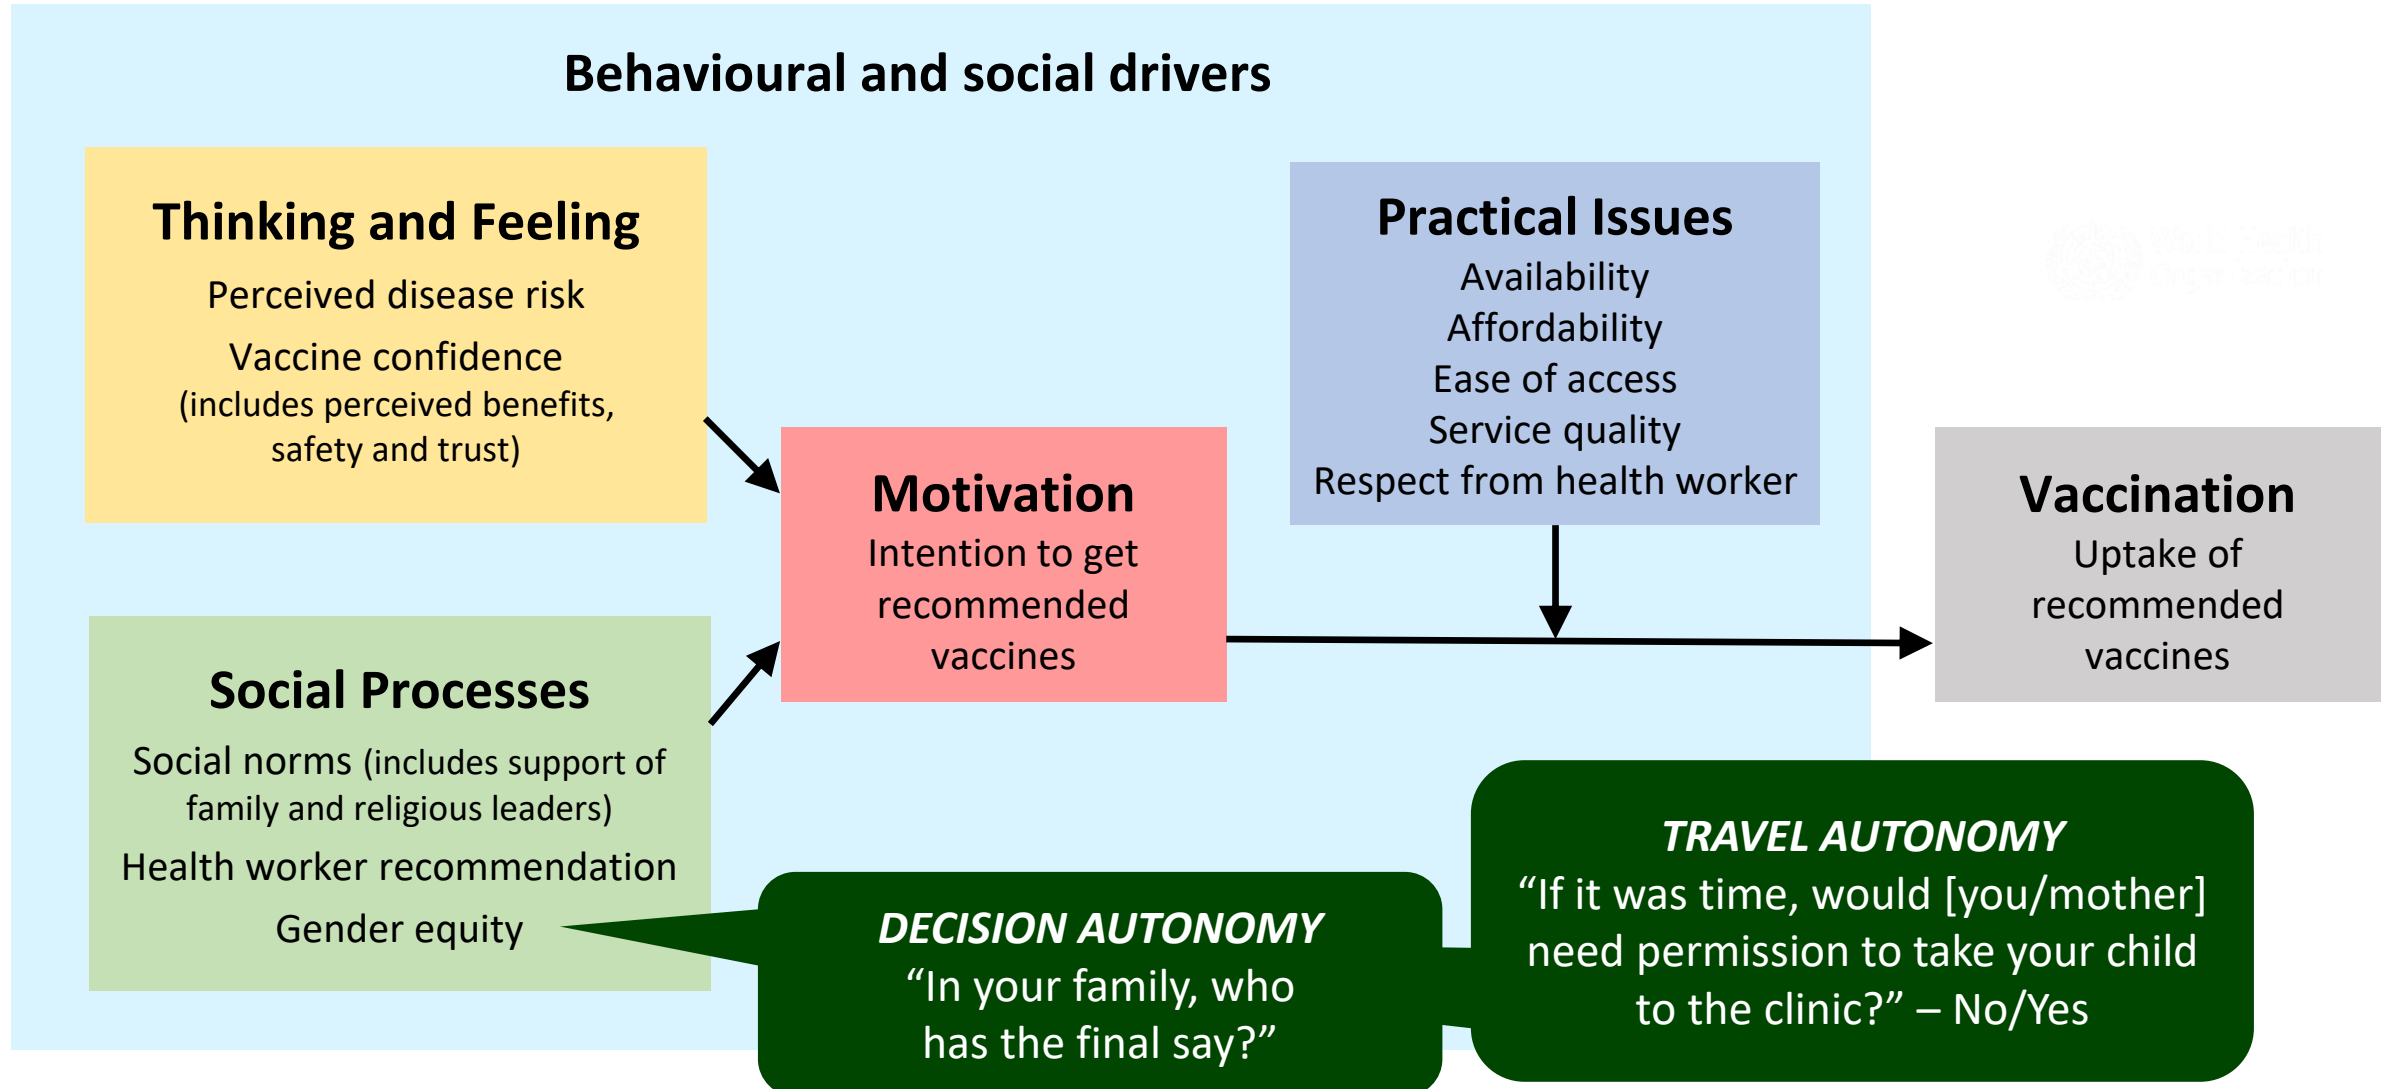 Behavioural and social drivers
Thinking and Feeling
Perceived disease risk
Vaccine confidence
(includes perceived benefits,
safety and trust)
Social Processes
Social norms (includes support of
family and religious leaders)
Health worker recommendation
Gender equity
Motivation
Intention to get
recommended
vaccines
Practical Issues
Availability
Affordability
Ease of access
Service quality
Respect from health worker
Vaccination
Uptake of
recommended
vaccines
DECISION AUTONOMY
“In your family, who
has the final say?”
TRAVEL AUTONOMY
“If it was time, would [you/mother]
need permission to take your child
to the clinic?” – No/Yes